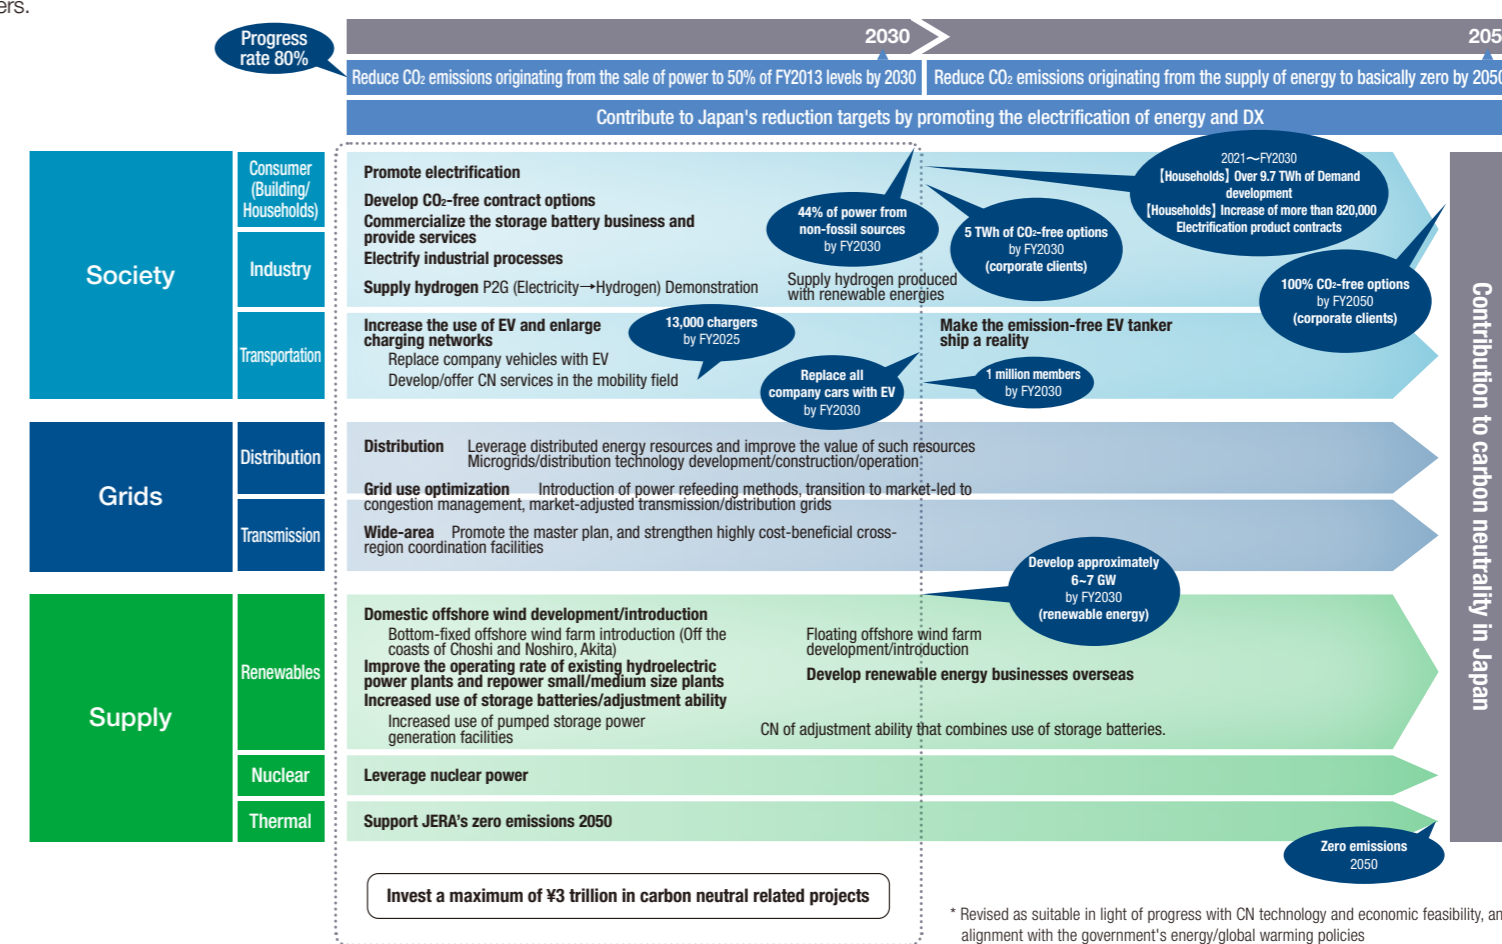 ers.
Progress
rate 80%
2030
205
Reduce CO2 emissions originating from the sale of power to 50% of FY2013 levels by 2030
Reduce CO2 emissions originating from the supply of energy to basically zero by 2050
Contribute to Japan's reduction targets by promoting the electrification of energy and DX
Society
Consumer
(Building/
Households)
Industry
Transportation
Promote electrification
Develop CO2-free contract options
Commercialize the storage battery business and
provide services
Electrify industrial processes
Supply hydrogen P2G (Electricity→Hydrogen) Demonstration
Supply hydrogen produced
with renewable energies
44% of power from
non-fossil sources
by FY2030
5 TWh of CO2-free options
by FY2030
(corporate clients)
2021～FY2030
【Households】 Over 9.7 TWh of Demand
development
【Households】 Increase of more than 820,000
Electrification product contracts
100% CO2-free options
by FY2050
(corporate clients)
Increase the use of EV and enlarge
charging networks
Replace company vehicles with EV
Develop/offer CN services in the mobility field
13,000 chargers
by FY2025
Replace all
company cars with EV
by FY2030
Make the emission-free EV tanker
ship a reality
1 million members
by FY2030
Grids
Distribution
Transmission
Distribution Leverage distributed energy resources and improve the value of such resources
Microgrids/distribution technology development/construction/operation
Grid use optimization Introduction of power refeeding methods, transition to market-led to
congestion management, market-adjusted transmission/distribution grids
Wide-area Promote the master plan, and strengthen highly cost-beneficial cross-
region coordination facilities
Supply
Renewables
Nuclear
Thermal
Develop approximately
6~7 GW
by FY2030
(renewable energy)
Domestic offshore wind development/introduction
Bottom-fixed offshore wind farm introduction (Off the
coasts of Choshi and Noshiro, Akita)
Improve the operating rate of existing hydroelectric
power plants and repower small/medium size plants
Increased use of storage batteries/adjustment ability
Increased use of pumped storage power
generation facilities
Floating offshore wind farm
development/introduction
Develop renewable energy businesses overseas
CN of adjustment ability that combines use of storage batteries.
Leverage nuclear power
Support JERA's zero emissions 2050
Zero emissions
2050
Contribution to carbon neutrality in Japan
Invest a maximum of ¥3 trillion in carbon neutral related projects
* Revised as suitable in light of progress with CN technology and economic feasibility, an
alignment with the government's energy/global warming policies